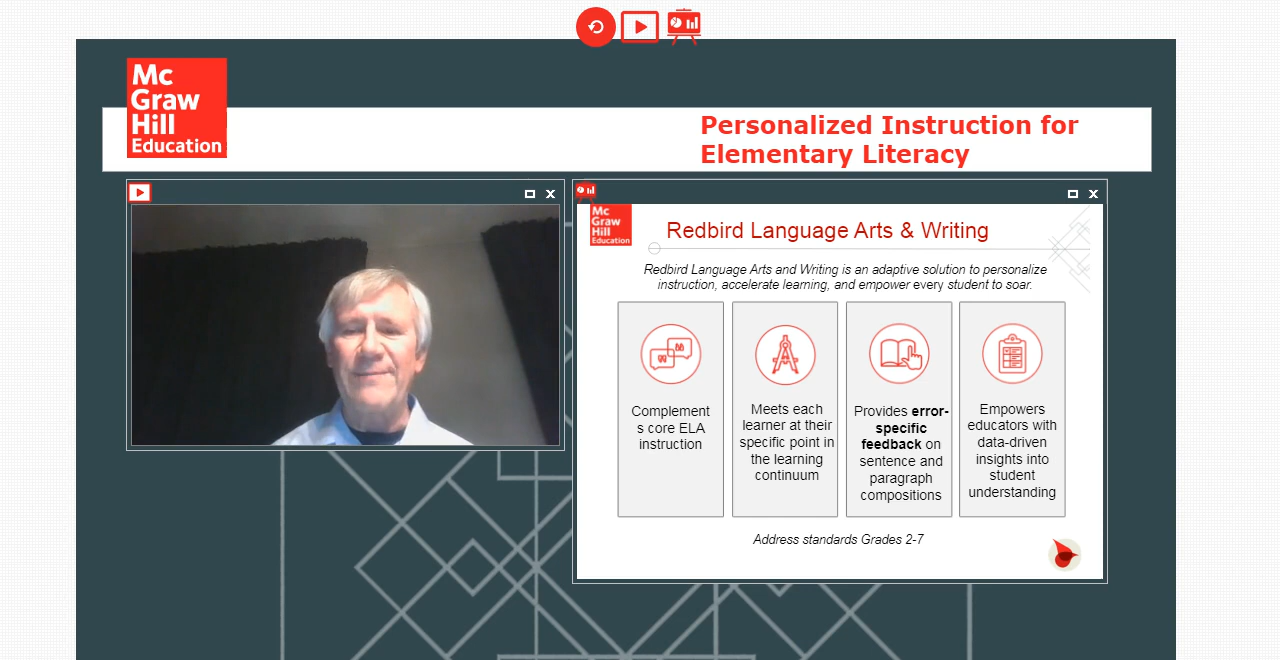 Mc
Graw
Hill
Education
Personalized Instruction for
Elementary Literacy
Mc
Graw
Hill
Education
Redbird Language Arts & Writing
Redbird Language Arts and Writing is an adaptive solution to personalize
instruction, accelerate learning, and empower every student to soar.
Complement
s core ELA
instruction
Meets each
learner at their
specific point in
the learning
continuum
Provides error-
specific
feedback on
sentence and
paragraph
compositions
Empowers
educators with
data-driven
insights into
student
understanding
Address standards Grades 2-7